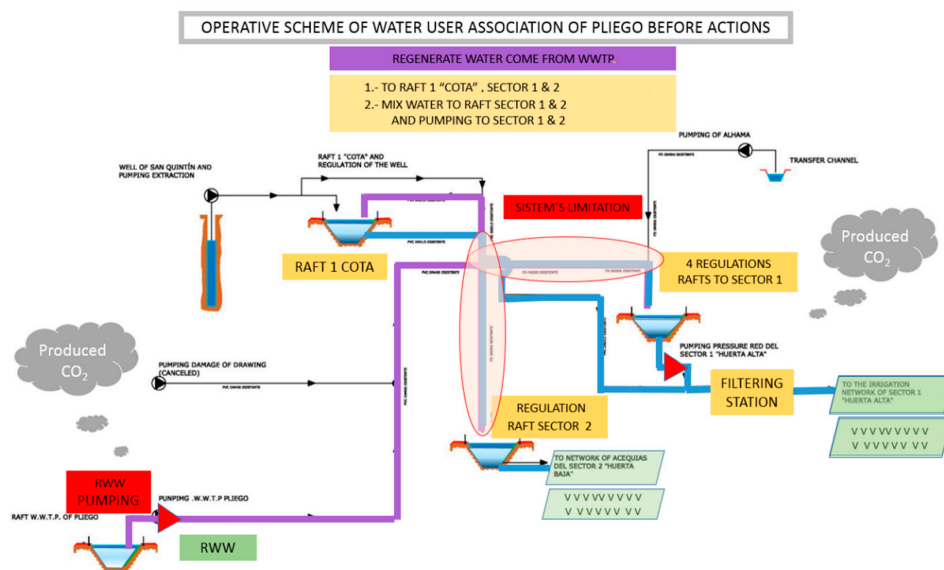 OPERATIVE SCHEME OF WATER USER ASSOCIATION OF PLIEGO BEFORE ACTIONS
REGENERATE WATER COME FROM WWTP.
1.- TO RAFT 1 “COTA” , SECTOR 1 & 2
2.- MIX WATER TO RAFT SECTOR 1 & 2
AND PUMPING TO SECTOR 1 & 2
PUMPING OF ALHAMA
TRANSFER CHANNEL
RAFT 1 "COTA" AND
REGULATION OF THE WELL
WELL OF SAN QUINTÍN AND
PUMPING EXTRACTION
SISTEM´S LIMITATION
RAFT 1 COTA
4 REGULATIONS
RAFTS TO SECTOR 1
Produced
CO2
PUMPING PRESSURE RED DEL
SECTOR 1 "HUERTA ALTA"
Produced
CO2
PUMPING DAMAGE OF DRAWING
(CANCELED)
FILTERING
STATION
TO THE IRRIGATION
NETWORK OF SECTOR 1
"HUERTA ALTA"
V V V VV V V V V
V V VVV V VV
REGULATION
RAFT SECTOR 2
TO NETWORK OF ACEQUIAS
DEL SECTOR 2 "HUERTA
BAJA"
V V V VV V V V V
V V VVV V VV
RWW
PUMPING
PUNPIMG .W.W.T.P PLIEGO
RAFT W.W.T.P. OF PLIEGO
RWW